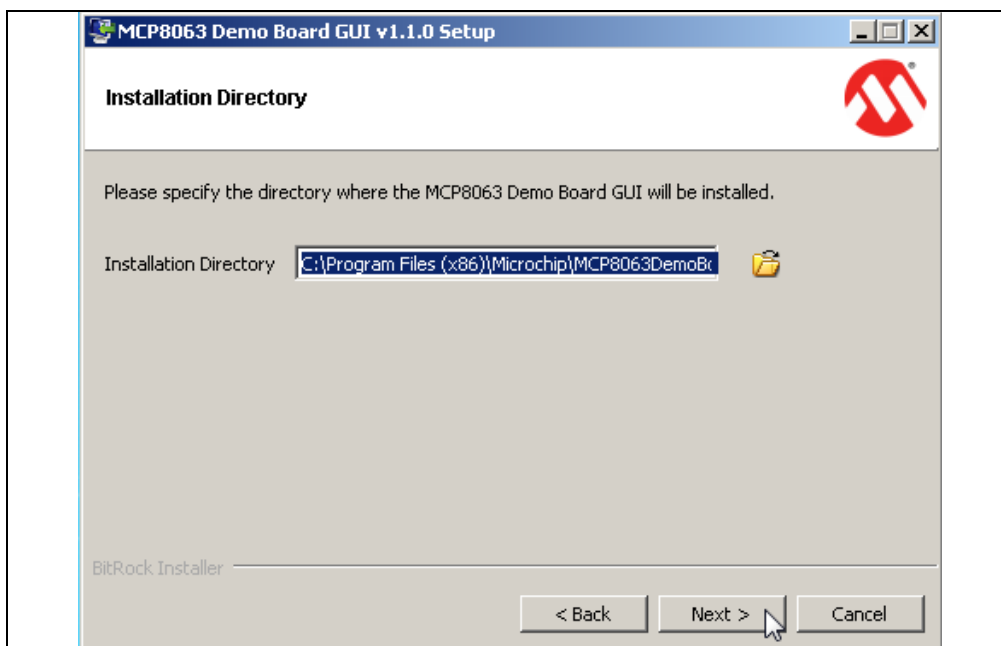 MCP8063 Demo Board GUI v1.1.0 Setup
Installation Directory
Please specify the directory where the MCP8063 Demo Board GUI will be installed.
Installation Directory C:\Program Files (x86)\Microchip\MCP8063DemoBo
BitRock Installer
< Back Next > Cancel